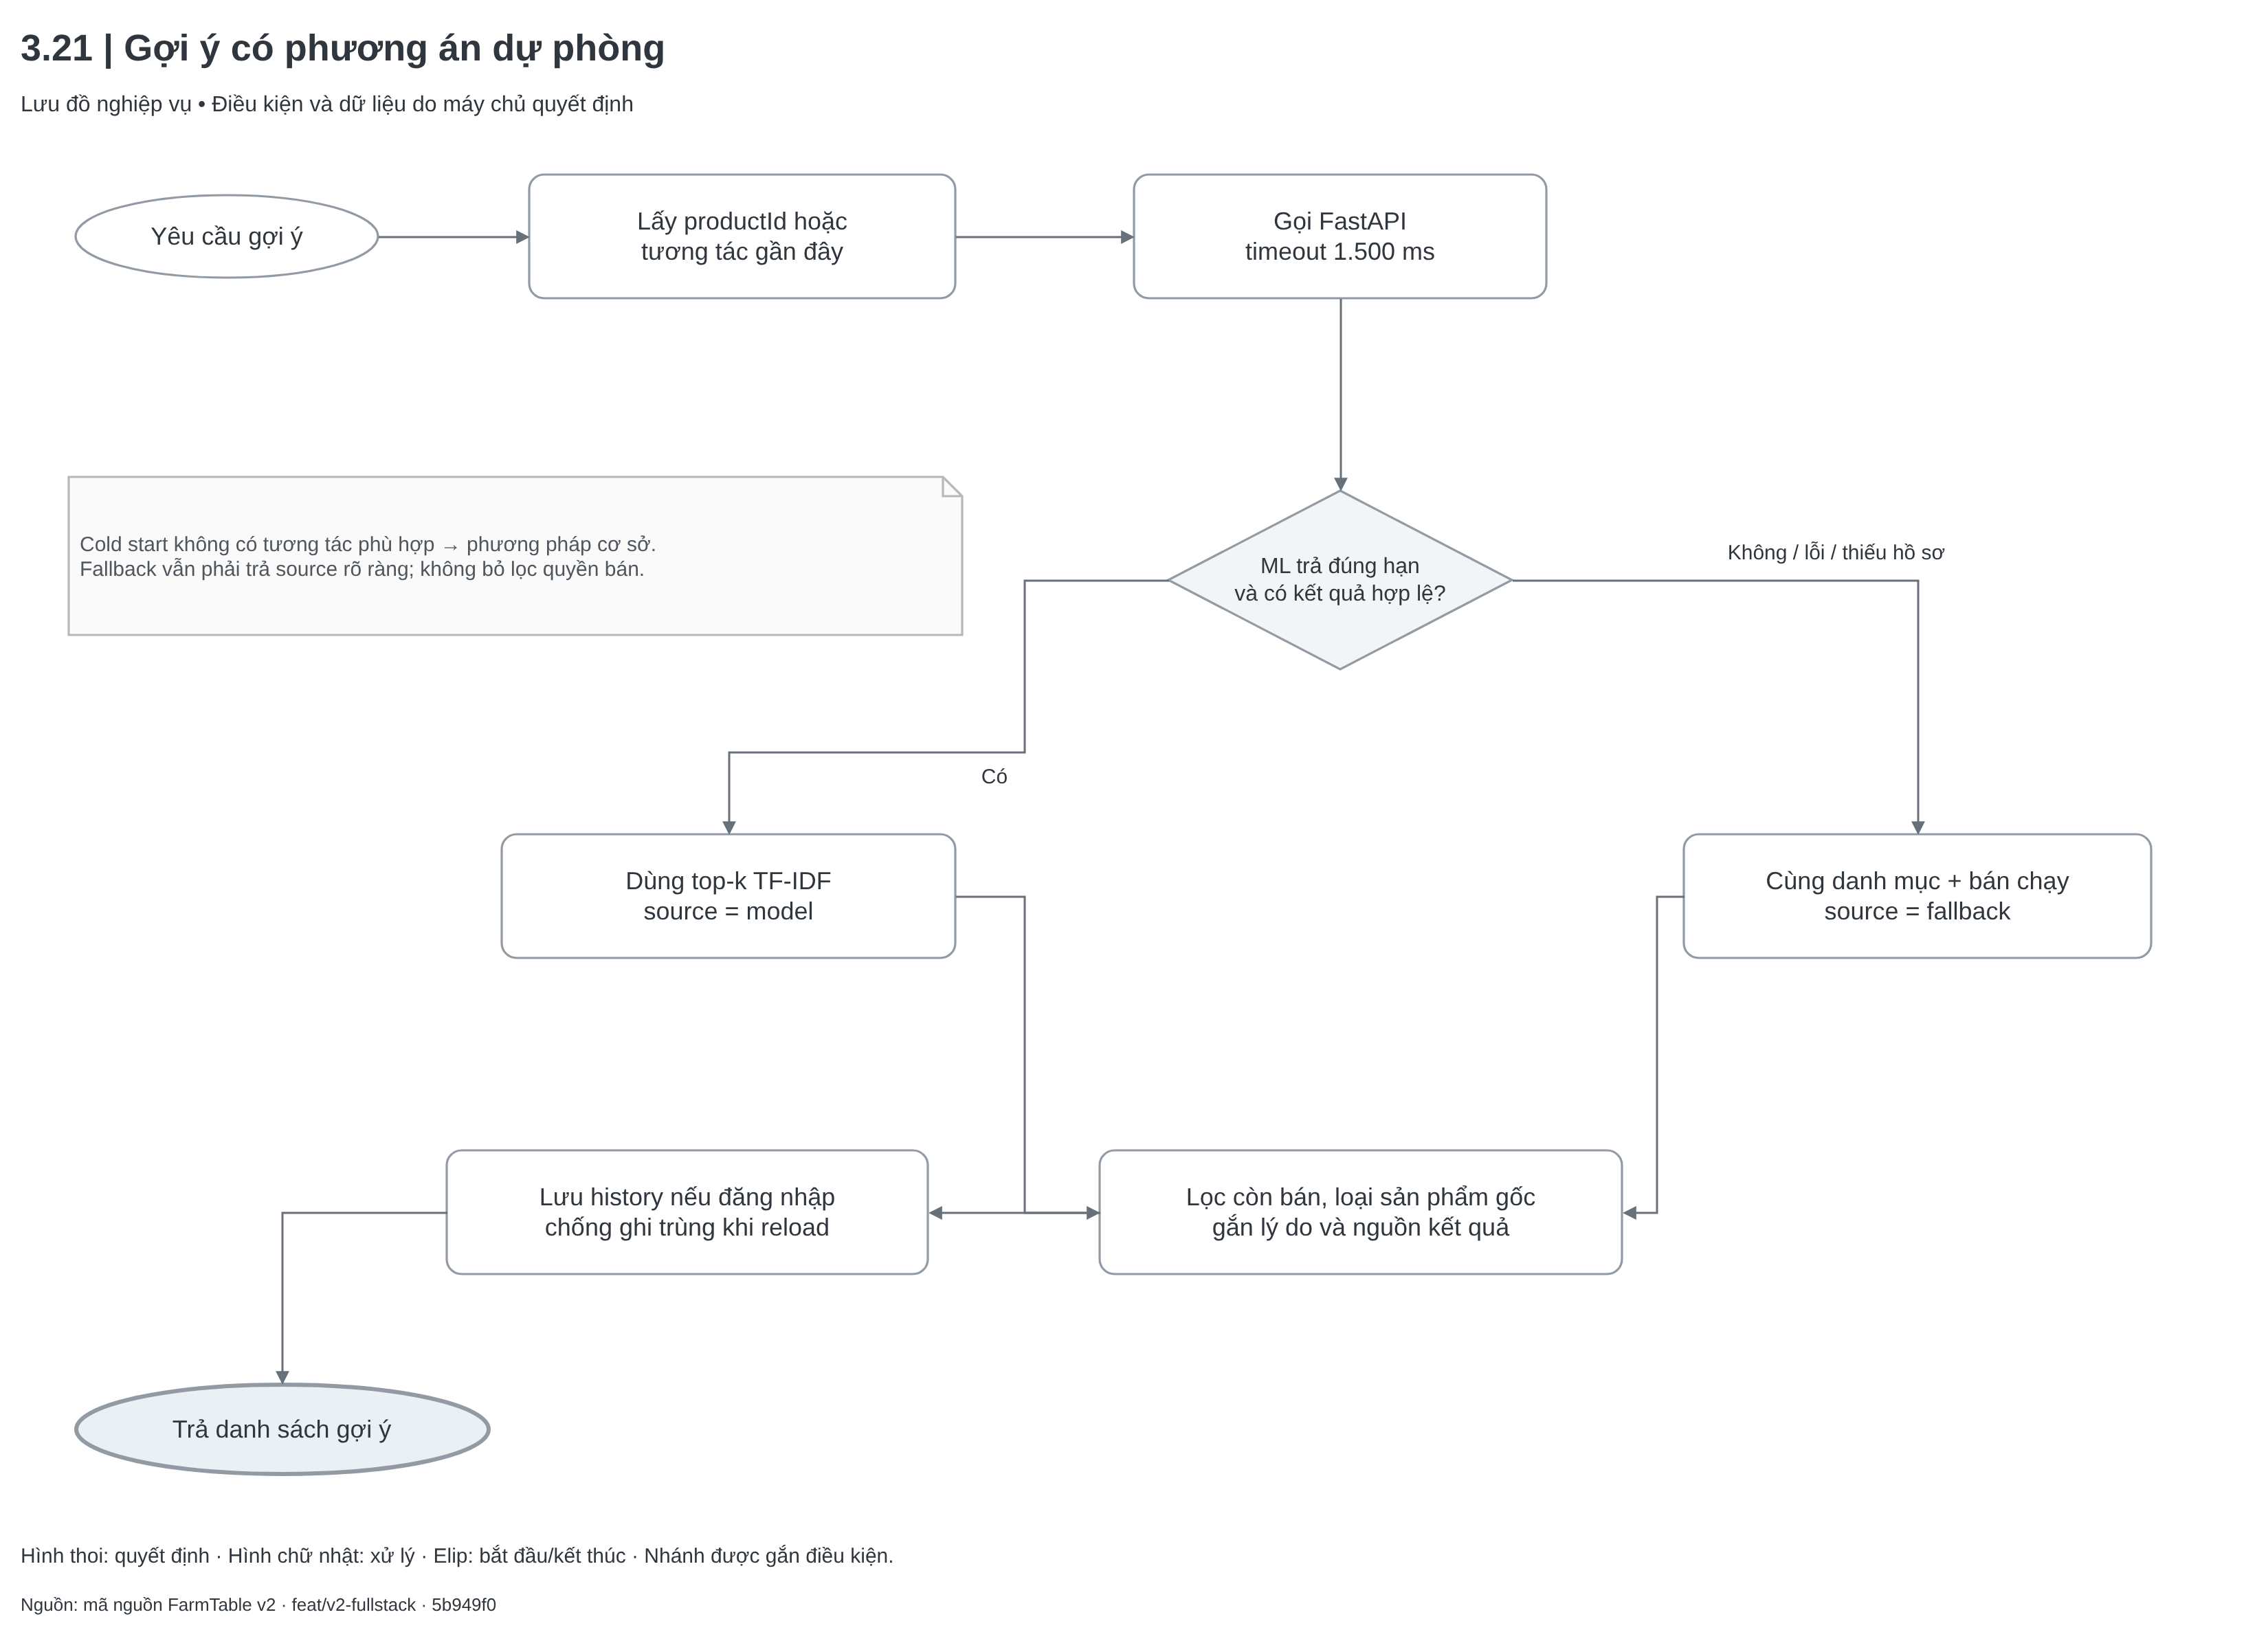 3.21 | Gợi ý có phương án dự phòng
Lưu đồ nghiệp vụ • Điều kiện và dữ liệu do máy chủ quyết định
Yêu cầu gợi ý
Lấy productId hoặc
tương tác gần đây
Gọi FastAPI
timeout 1.500 ms
Cold start không có tương tác phù hợp → phương pháp cơ sở.
Fallback vẫn phải trả source rõ ràng; không bỏ lọc quyền bán.
ML trả đúng hạn
và có kết quả hợp lệ?
Không / lỗi / thiếu hồ sơ
Có
Dùng top-k TF-IDF
source = model
Cùng danh mục + bán chạy
source = fallback
Lưu history nếu đăng nhập
chống ghi trùng khi reload
Lọc còn bán, loại sản phẩm gốc
gắn lý do và nguồn kết quả
Trả danh sách gợi ý
Hình thoi: quyết định · Hình chữ nhật: xử lý · Elip: bắt đầu/kết thúc · Nhánh được gắn điều kiện.
Nguồn: mã nguồn FarmTable v2 · feat/v2-fullstack · 5b949f0